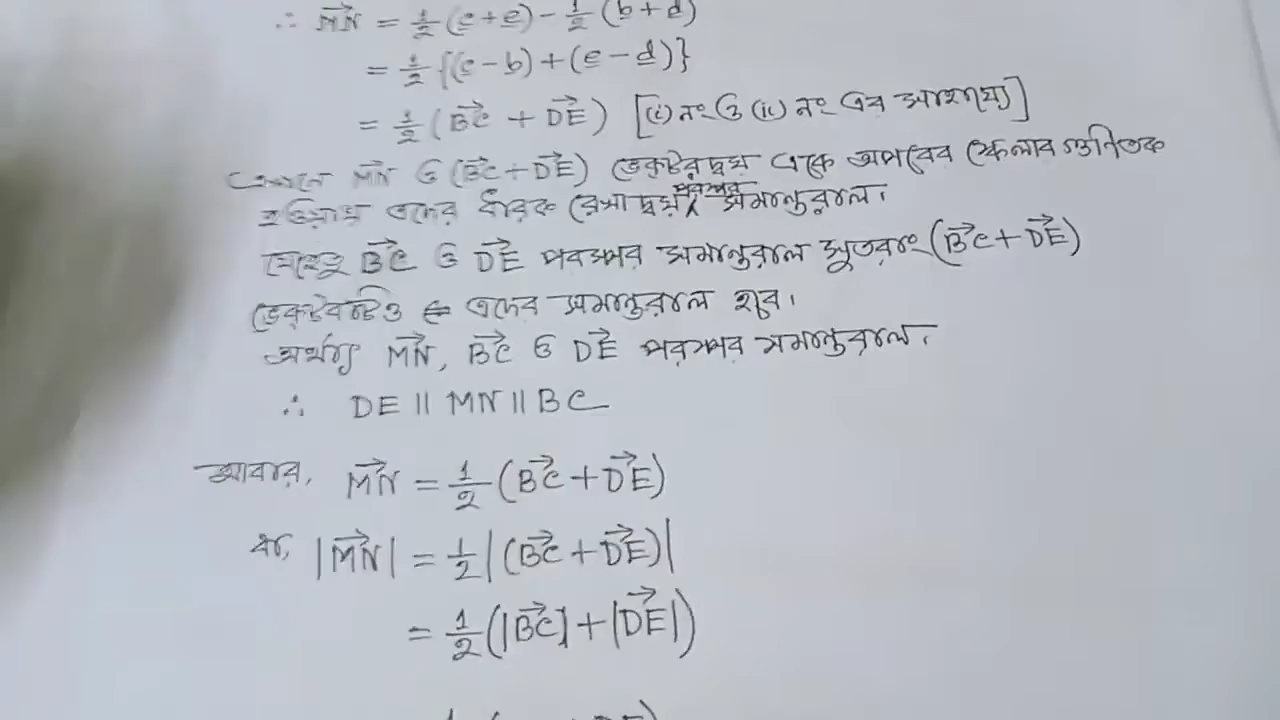 ∴ MN⃗ = ½ (c + e) − ½ (b + d)
= ½ {(c − b) + (e − d)}
= ½ (BC⃗ + DE⃗) [(i) নং ও (ii) নং এর সাহায্যে]
MN⃗ ও (BC⃗ + DE⃗) ভেক্টরদ্বয় একে অপরের স্কেলার গুণিতক
হওয়ায় এদের ধারক রেখাদ্বয় পরস্পর সমান্তরাল।
যেহেতু BC⃗ ও DE⃗ পরস্পর সমান্তরাল সুতরাং (BC⃗ + DE⃗)
ভেক্টরটিও এদের সমান্তরাল হবে।
অর্থাৎ MN⃗, BC⃗ ও DE⃗ পরস্পর সমান্তরাল।
∴ DE || MN || BC
আবার, MN⃗ = ½ (BC⃗ + DE⃗)
বা, |MN⃗| = ½ |(BC⃗ + DE⃗)|
= ½ (|BC⃗| + |DE⃗|)